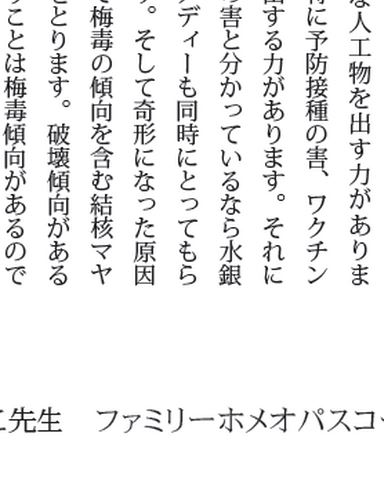 な人工物を出す力がありま
特に予防接種の害、ワクチン
出する力があります。それに
の害と分かっているなら水銀
ディーも同時にとってもら
す。そして奇形になった原因
で梅毒の傾向を含む結核マヤ
をとります。破壊傾向がある
うことは梅毒傾向があるので
先生　ファミリーホメオパスコー